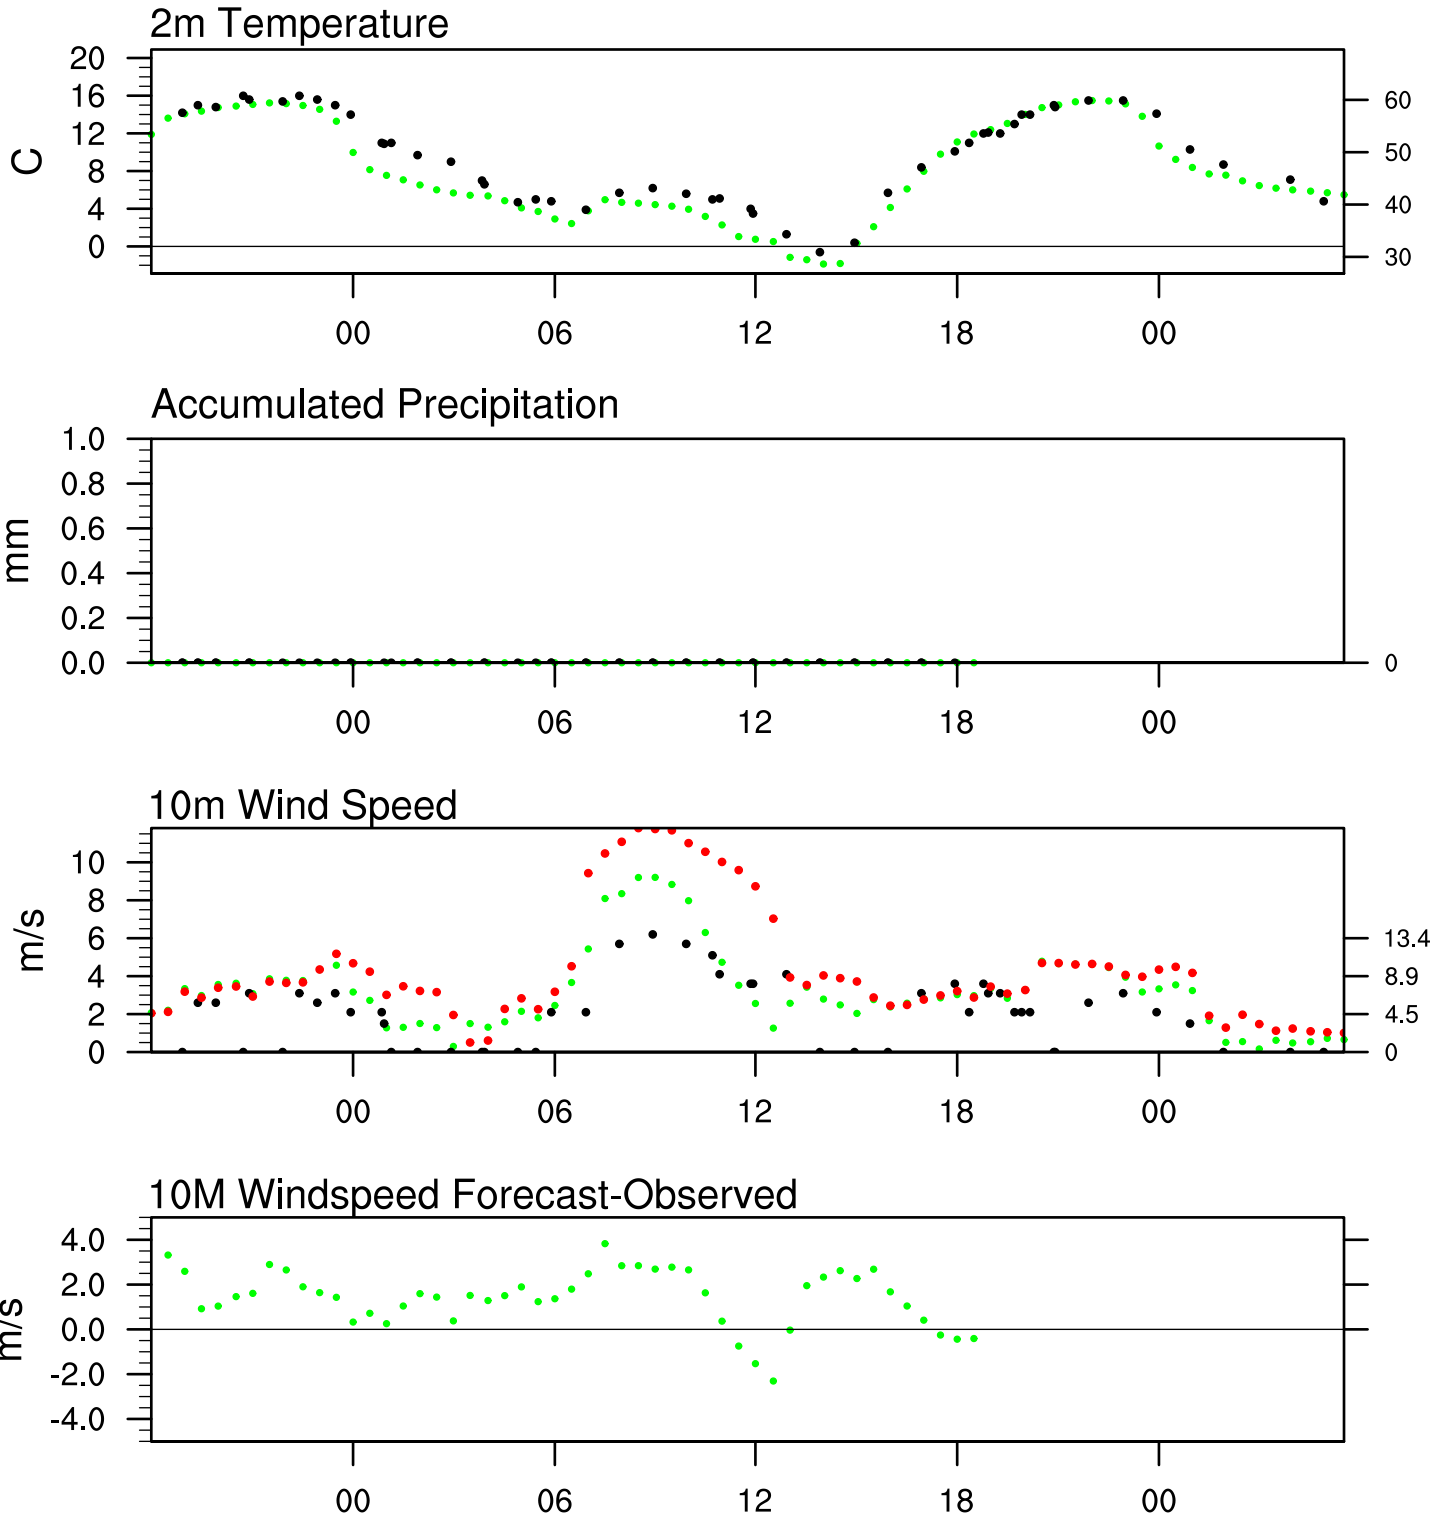 2m Temperature
20
16
12
8
4
0
C
60
50
40
30
00 06 12 18 00
Accumulated Precipitation
1.0
0.8
0.6
0.4
0.2
0.0
mm
0
00 06 12 18 00
10m Wind Speed
10
8
6
4
2
0
m/s
13.4
8.9
4.5
0
00 06 12 18 00
10M Windspeed Forecast-Observed
4.0
2.0
0.0
-2.0
-4.0
m/s
00 06 12 18 00